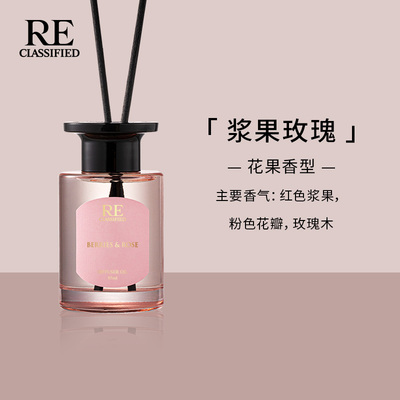 RE
CLASSIFIED
「 浆果玫瑰 」
— 花果香型 —
主要香气：红色浆果，
粉色花瓣，玫瑰木
RE
CLASSIFIED
BERRIES & ROSE